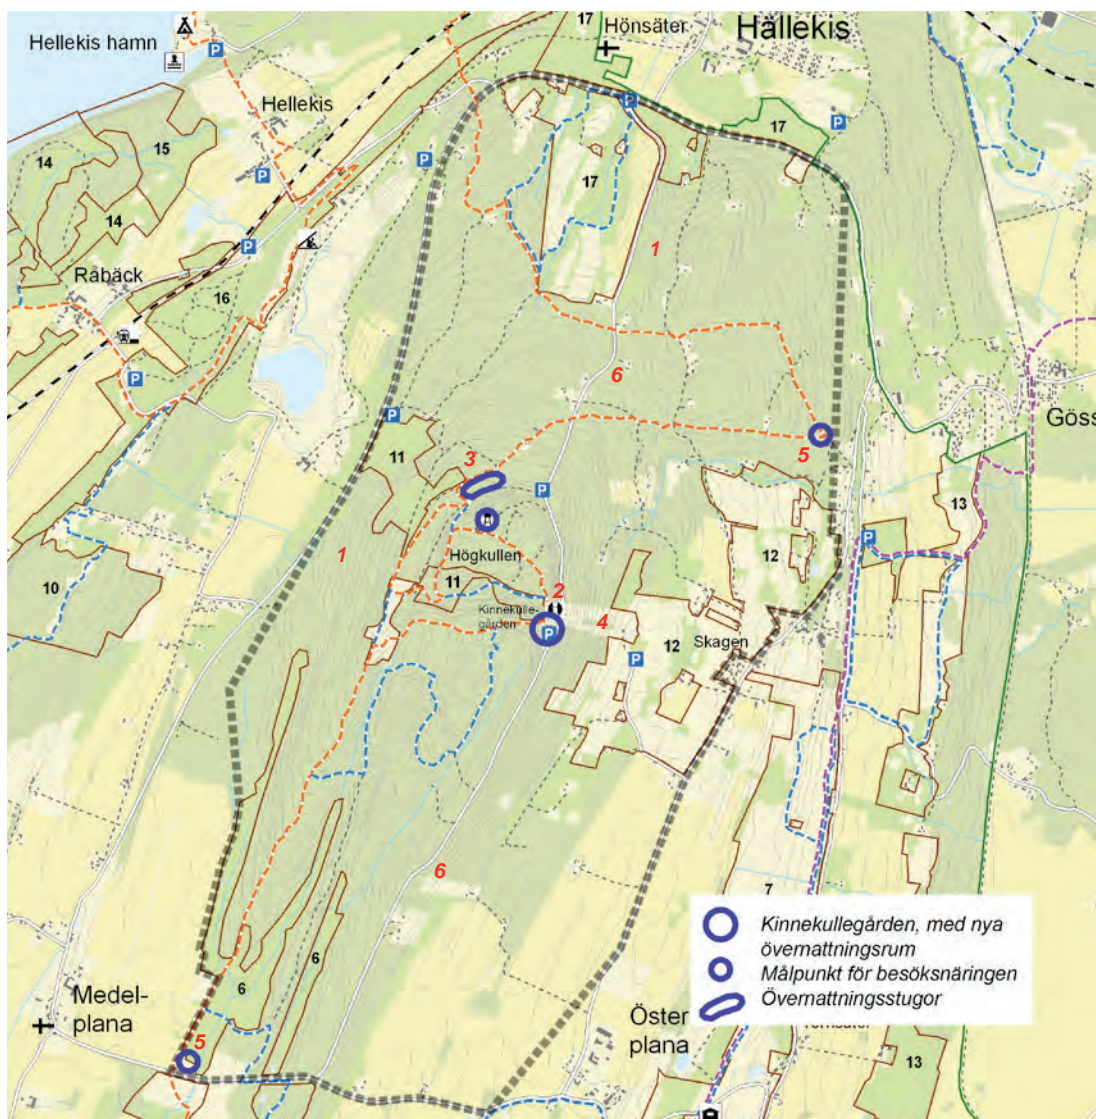 Hellekis hamn
Hönsäter
Hällekis
Hellekis
Råbäck
Göss
Högkullen
Kinnekulle-
gården
Skagen
Medel-
plana
Öster
plana
17
P
P
17
P
15
14
14
17
P
P
P
16
1
6
P
P
11
3
5
P
13
1
12
P
10
11
2
4
12
P
P
6
7
6
6
5
13
Kinnekullegården, med nya
övernattningsrum
Målpunkt för besöksnäringen
Övernattningsstugor